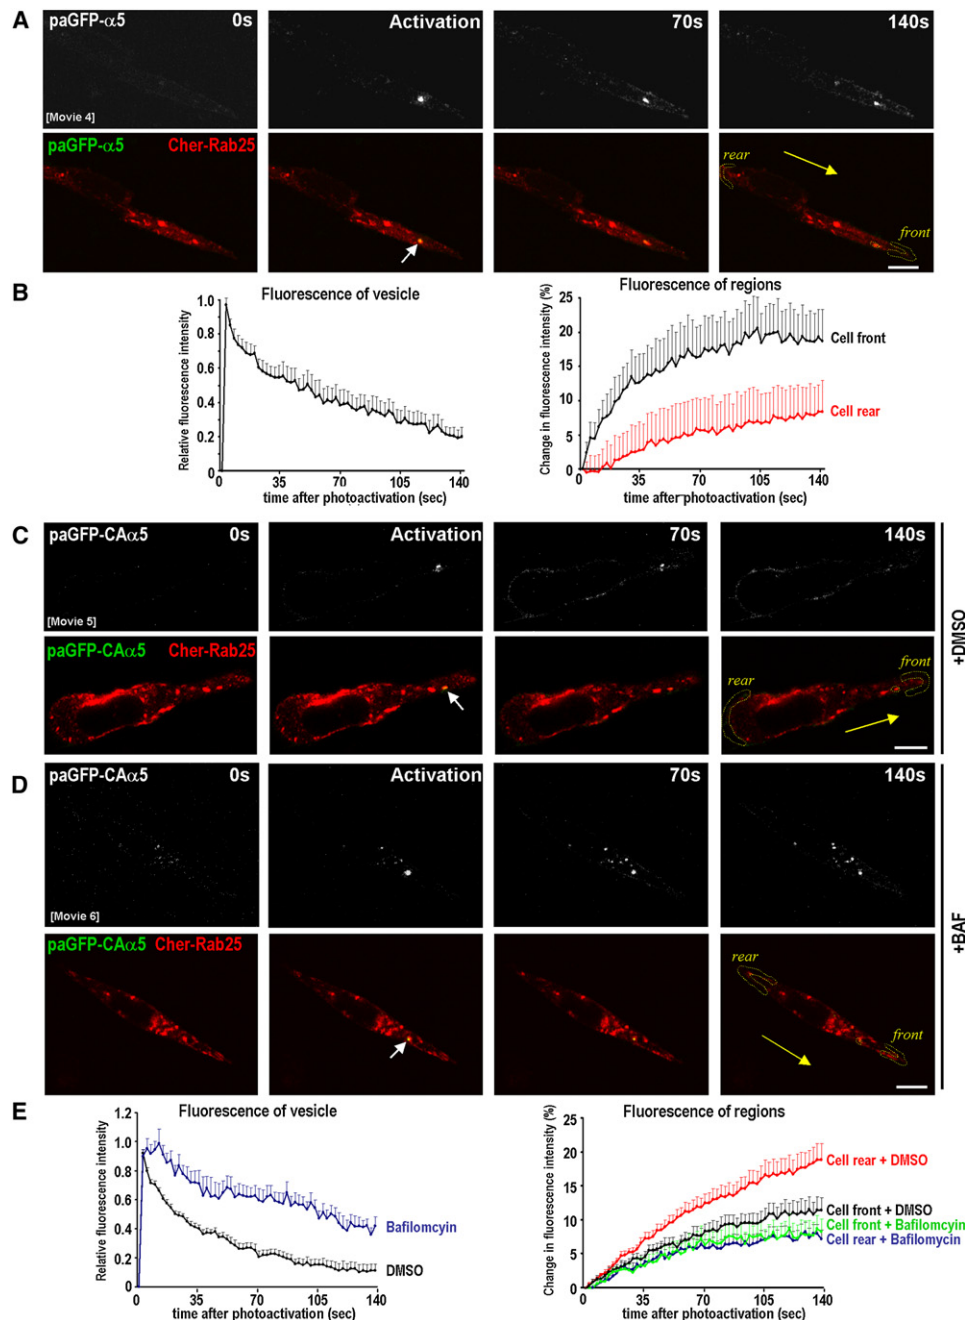 A
paGFP-α5 0s Activation 70s 140s
[Movie 4]
paGFP-α5 Cher-Rab25 rear front
B
Fluorescence of vesicle
Relative fluorescence intensity
1.0
0.8
0.6
0.4
0.2
0
35 70 105 140
time after photoactivation (sec)
Fluorescence of regions
Change in fluorescence intensity (%)
25
20
15
10
5
0
Cell front
Cell rear
35 70 105 140
time after photoactivation (sec)
C
paGFP-CAα5 0s Activation 70s 140s
[Movie 5]
paGFP-CAα5 Cher-Rab25 rear front
+DMSO
D
paGFP-CAα5 0s Activation 70s 140s
[Movie 6]
paGFP-CAα5 Cher-Rab25 rear front
+BAF
E
Fluorescence of vesicle
Relative fluorescence intensity
1.2
1.0
0.8
0.6
0.4
0.2
0
Bafilomcyin
DMSO
0 35 70 105 140
time after photoactivation (sec)
Fluorescence of regions
Change in fluorescence intensity (%)
25
20
15
10
5
0
Cell rear + DMSO
Cell front + DMSO
Cell front + Bafilomcyin
Cell rear + Bafilomycin
0 35 70 105 140
time after photoactivation (sec)